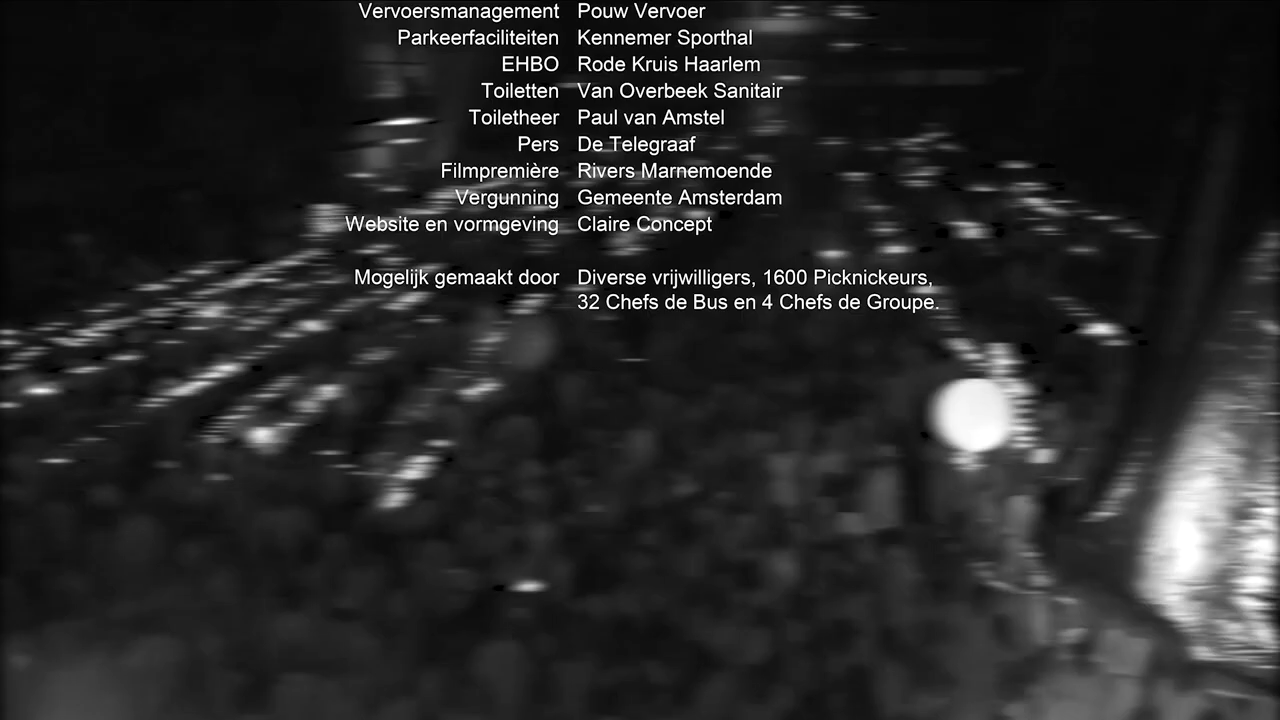 Vervoersmanagement Pouw Vervoer
Parkeerfaciliteiten Kennemer Sporthal
EHBO Rode Kruis Haarlem
Toiletten Van Overbeek Sanitair
Toiletheer Paul van Amstel
Pers De Telegraaf
Filmpremière Rivers Marnemoende
Vergunning Gemeente Amsterdam
Website en vormgeving Claire Concept
Mogelijk gemaakt door Diverse vrijwilligers, 1600 Picknickeurs,
32 Chefs de Bus en 4 Chefs de Groupe.